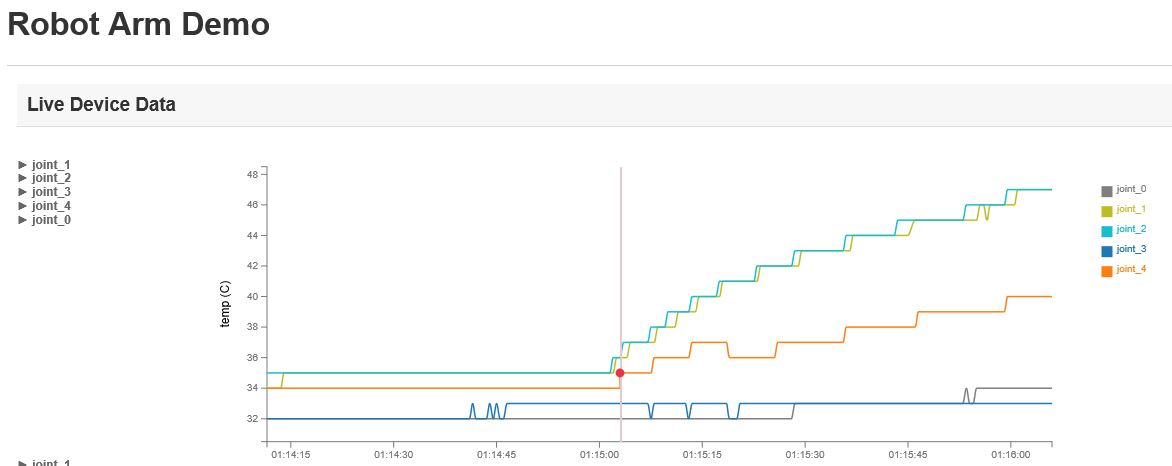 Robot Arm Demo
Live Device Data
► joint_1
► joint_2
► joint_3
► joint_4
► joint_0
temp (C)
48
46
44
42
40
38
36
34
32
01:14:15 01:14:30 01:14:45 01:15:00 01:15:15 01:15:30 01:15:45 01:16:00
joint_0
joint_1
joint_2
joint_3
joint_4
► joint_1